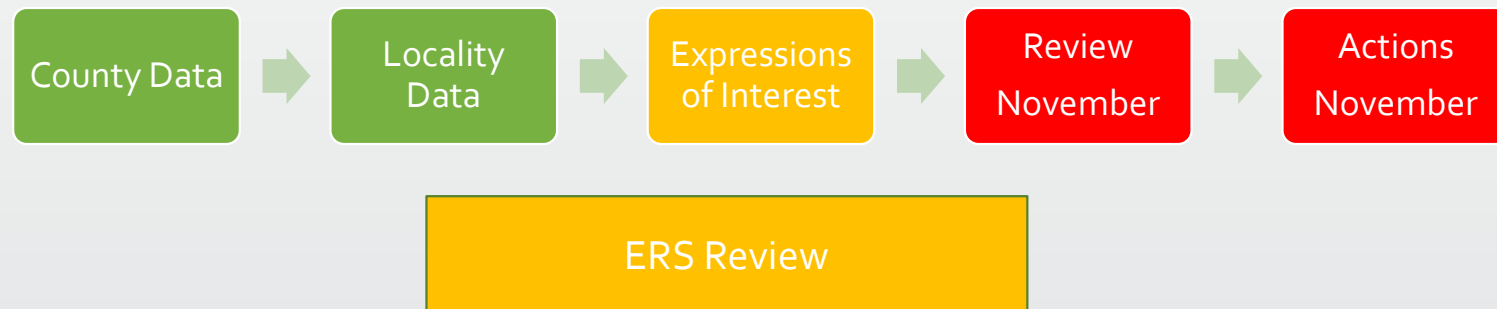 County Data
Locality
Data
Expressions
of Interest
Review
November
Actions
November
ERS Review